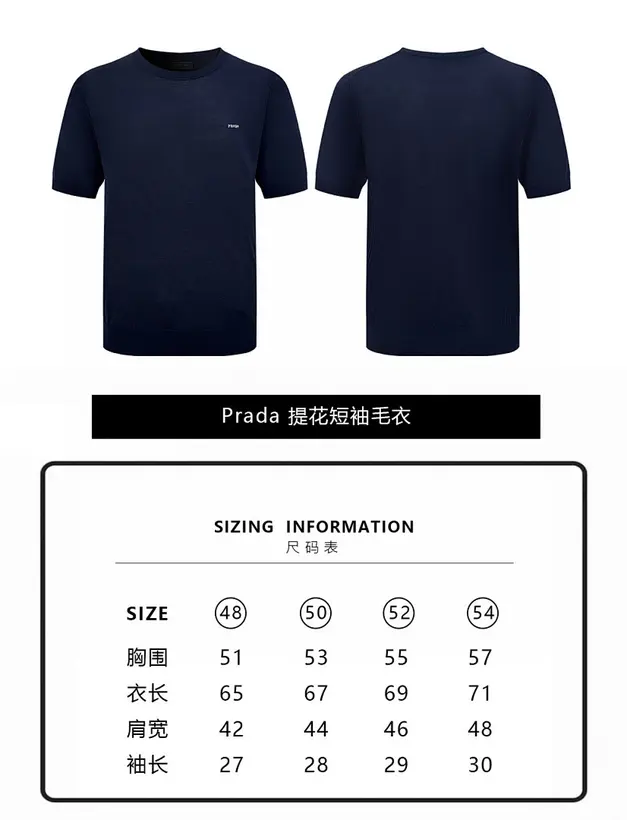 Prada 提花短袖毛衣
SIZING INFORMATION
尺码表
SIZE 48 50 52 54
胸围 51 53 55 57
衣长 65 67 69 71
肩宽 42 44 46 48
袖长 27 28 29 30